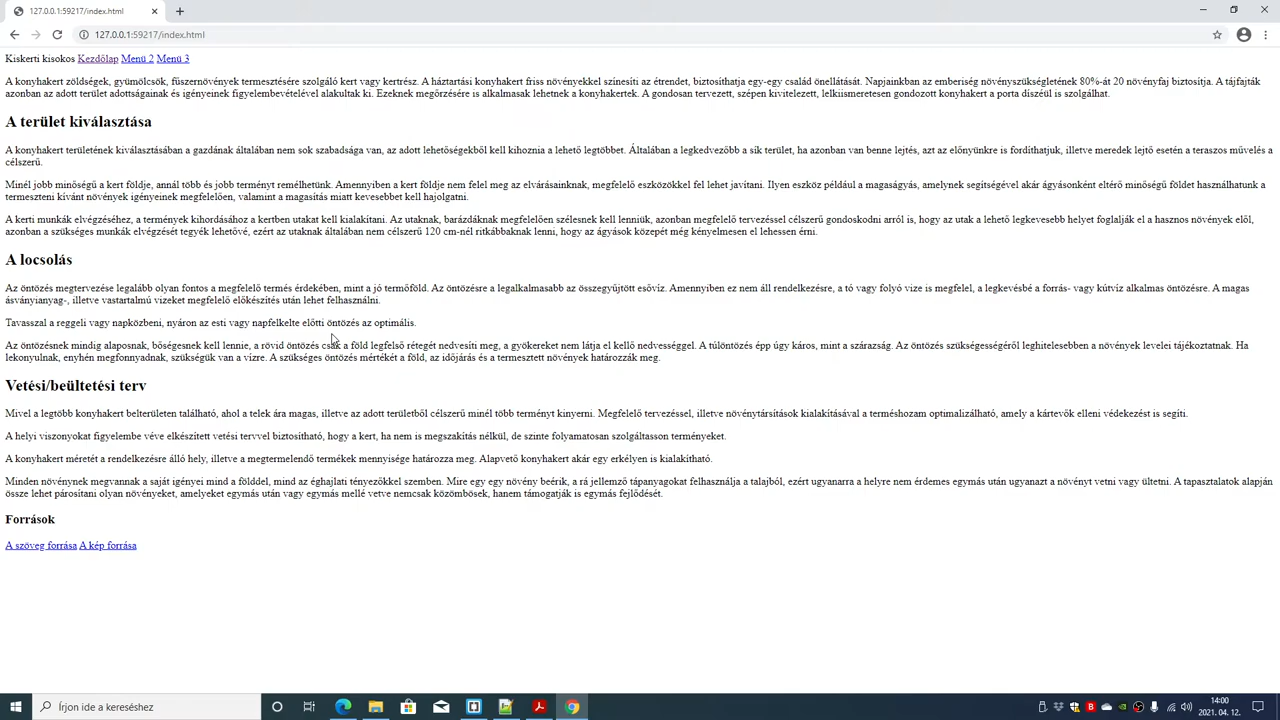 127.0.0.1:59217/index.html
127.0.0.1:59217/index.html
Kiskerti kisokos Kezdőlap Menü 2 Menü 3
A konyhakert zöldségek, gyümölcsök, fűszernövények termesztésére szolgáló kert vagy kertrész. A háztartási konyhakert friss növényekkel színesíti az étrendet, biztosíthatja egy-egy család önellátását. Napjainkban az emberiség növényszükségletének 80%-át 20 növényfaj biztosítja. A tájfajták
azonban az adott terület adottságainak és igényeinek figyelembevételével alakultak ki. Ezeknek megőrzésére is alkalmasak lehetnek a konyhakertek. A gondosan tervezett, szépen kivitelezett, lelkiismeretesen gondozott konyhakert a porta díszéül is szolgálhat.
A terület kiválasztása
A konyhakert területének kiválasztásában a gazdának általában nem sok szabadsága van, az adott lehetőségekből kell kihoznia a lehető legtöbbet. Általában a legkedvezőbb a sík terület, ha azonban van benne lejtés, azt az előnyünkre is fordíthatjuk, illetve meredek lejtő esetén a teraszos művelés a
célszerű.
Minél jobb minőségű a kert földje, annál több és jobb terményt remélhetünk. Amennyiben a kert földje nem felel meg az elvárásainknak, megfelelő eszközökkel fel lehet javítani. Ilyen eszköz például a magaságyás, amelynek segítségével akár ágyásonként eltérő minőségű földet használhatunk a
termeszteni kívánt növények igényeinek megfelelően, valamint a magasítás miatt kevesebbet kell hajolgatni.
A kerti munkák elvégzéséhez, a termények kihordásához a kertben utakat kell kialakítani. Az utaknak, barázdáknak megfelelően szélesnek kell lenniük, azonban megfelelő tervezéssel célszerű gondoskodni arról is, hogy az utak a lehető legkevesebb helyet foglalják el a hasznos növények elől,
azonban a szükséges munkák elvégzését tegyék lehetővé, ezért az utaknak általában nem célszerű 120 cm-nél ritkábbaknak lenni, hogy az ágyások közepét még kényelmesen el lehessen érni.
A locsolás
Az öntözés megtervezése legalább olyan fontos a megfelelő termés érdekében, mint a jó termőföld. Az öntözésre a legalkalmasabb az összegyűjtött esővíz. Amennyiben ez nem áll rendelkezésre, a tó vagy folyó vize is megfelel, a legkevésbé a forrás- vagy kútvíz alkalmas öntözésre. A magas
ásványianyag-, illetve vastartalmú vizeket megfelelő előkészítés után lehet felhasználni.
Tavasszal a reggeli vagy napközbeni, nyáron az esti vagy napfelkelte előtti öntözés az optimális.
Az öntözésnek mindig alaposnak, bőségesnek kell lennie, a rövid öntözés csak a föld legfelső rétegét nedvesíti meg, a gyökereket nem látja el kellő nedvességgel. A túlöntözés épp úgy káros, mint a szárazság. Az öntözés szükségességéről leghitelesebben a növények levelei tájékoztatnak. Ha
lekonyulnak, enyhén megfonnyadnak, szükségük van a vízre. A szükséges öntözés mértékét a föld, az időjárás és a termesztett növények határozzák meg.
Vetési/beültetési terv
Mivel a legtöbb konyhakert belterületen található, ahol a telek ára magas, illetve az adott területből célszerű minél több terményt kinyerni. Megfelelő tervezéssel, illetve növénytársítások kialakításával a terméshozam optimalizálható, amely a kártevők elleni védekezést is segíti.
A helyi viszonyokat figyelembe véve elkészített vetési tervvel biztosítható, hogy a kert, ha nem is megszakítás nélkül, de szinte folyamatosan szolgáltasson terményeket.
A konyhakert méretét a rendelkezésre álló hely, illetve a megtermelendő termékek mennyisége határozza meg. Alapvető konyhakert akár egy erkélyen is kialakítható.
Minden növénynek megvannak a saját igényei mind a földdel, mind az éghajlati tényezőkkel szemben. Mire egy egy növény beérik, a rá jellemző tápanyagokat felhasználja a talajból, ezért ugyanarra a helyre nem érdemes egymás után ugyanazt a növényt vetni vagy ültetni. A tapasztalatok alapján
össze lehet párosítani olyan növényeket, amelyeket egymás után vagy egymás mellé vetve nemcsak közömbösek, hanem támogatják is egymás fejlődését.
Források
A szöveg forrása A kép forrása
Írjon ide a kereséshez
14:00
2021. 04. 12.